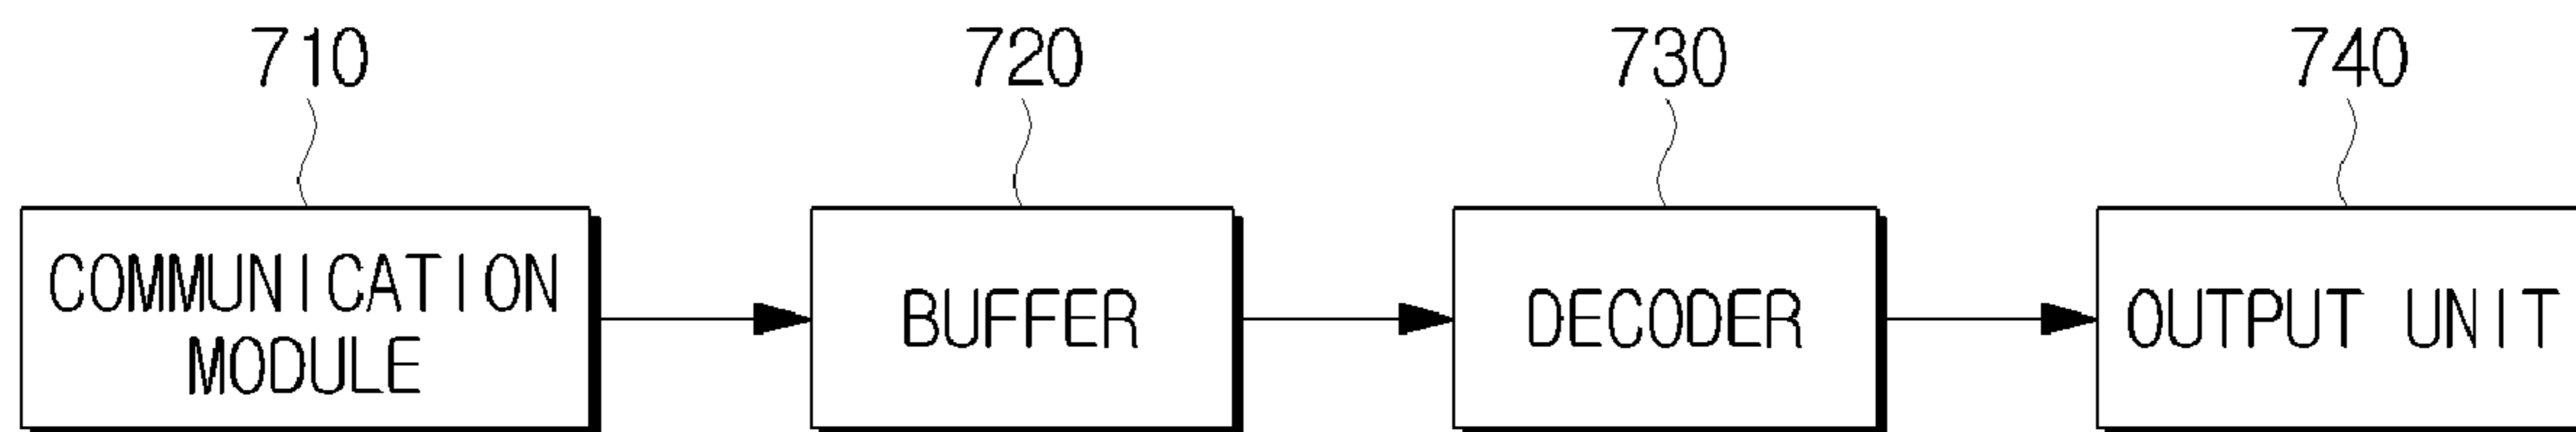 710 720 730 740
COMMUNICATION
MODULE
BUFFER
DECODER
OUTPUT UNIT